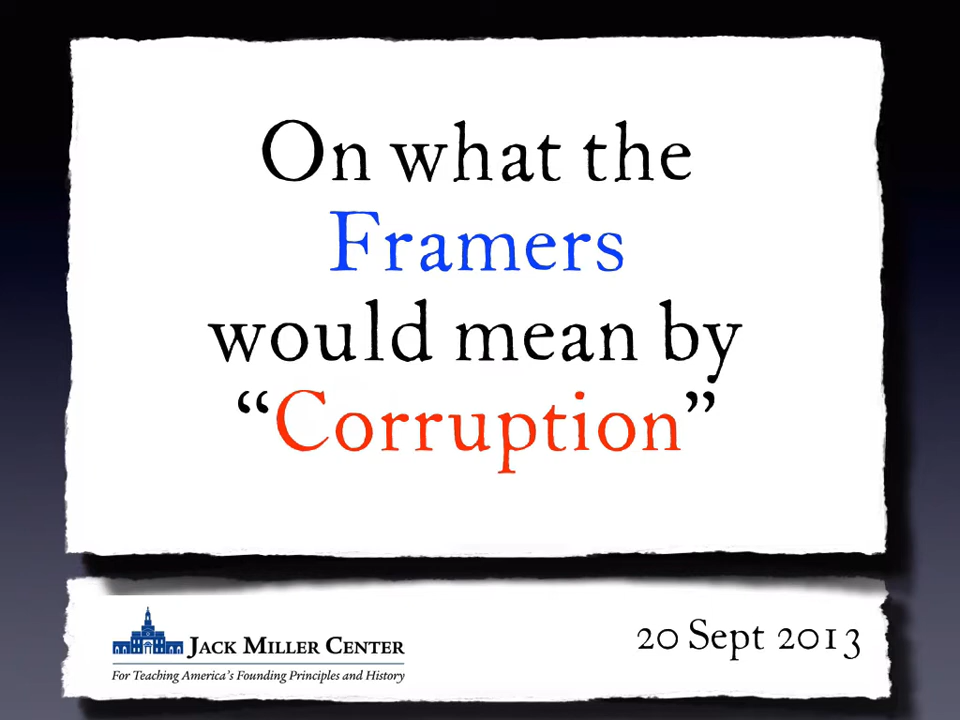 On what the
Framers
would mean by
“Corruption”
JACK MILLER CENTER
For Teaching America's Founding Principles and History
20 Sept 2013